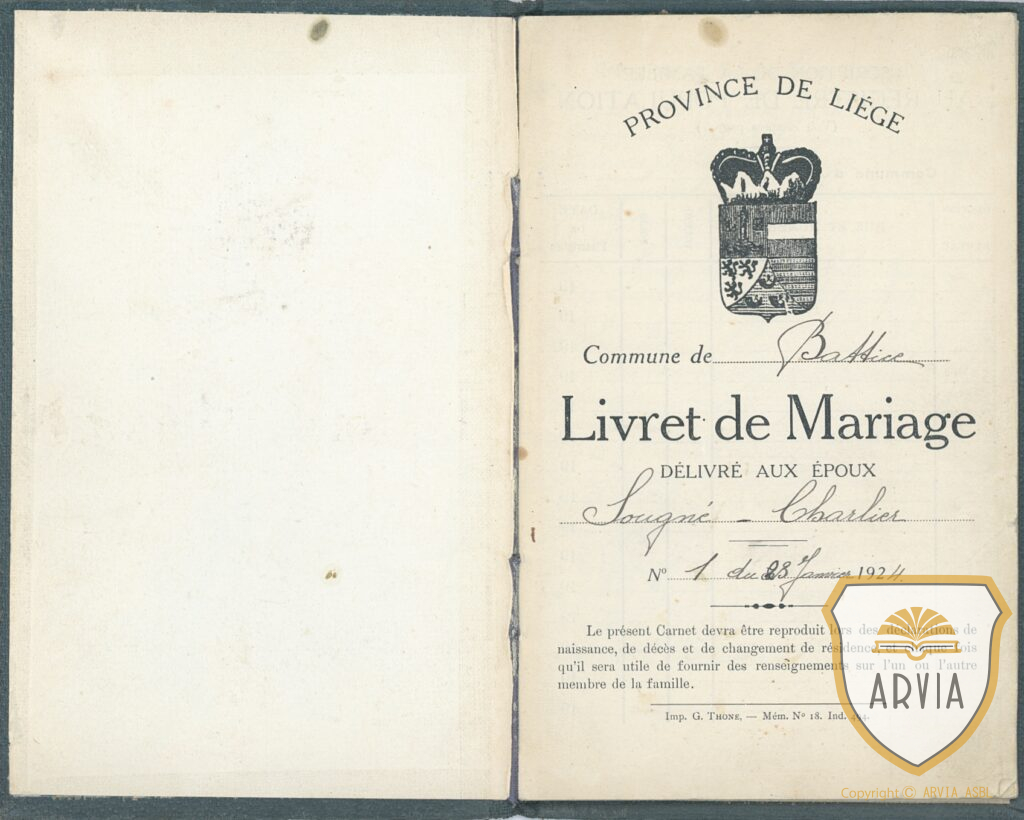 PROVINCE DE LIÉGE
Commune de Battice
Livret de Mariage
DÉLIVRÉ AUX ÉPOUX
Sougné - Charlier
N° 1 du 23 Janvier 1924.
Le présent Carnet devra être reproduit lors des déclarations de
naissance, de décès et de changement de résidence et chaque fois
qu'il sera utile de fournir des renseignements sur l'un ou l'autre
membre de la famille.
Imp. G. THONE, — Mém. N° 18. Ind. 494.
ARVIA
Copyright © ARVIA ASBL